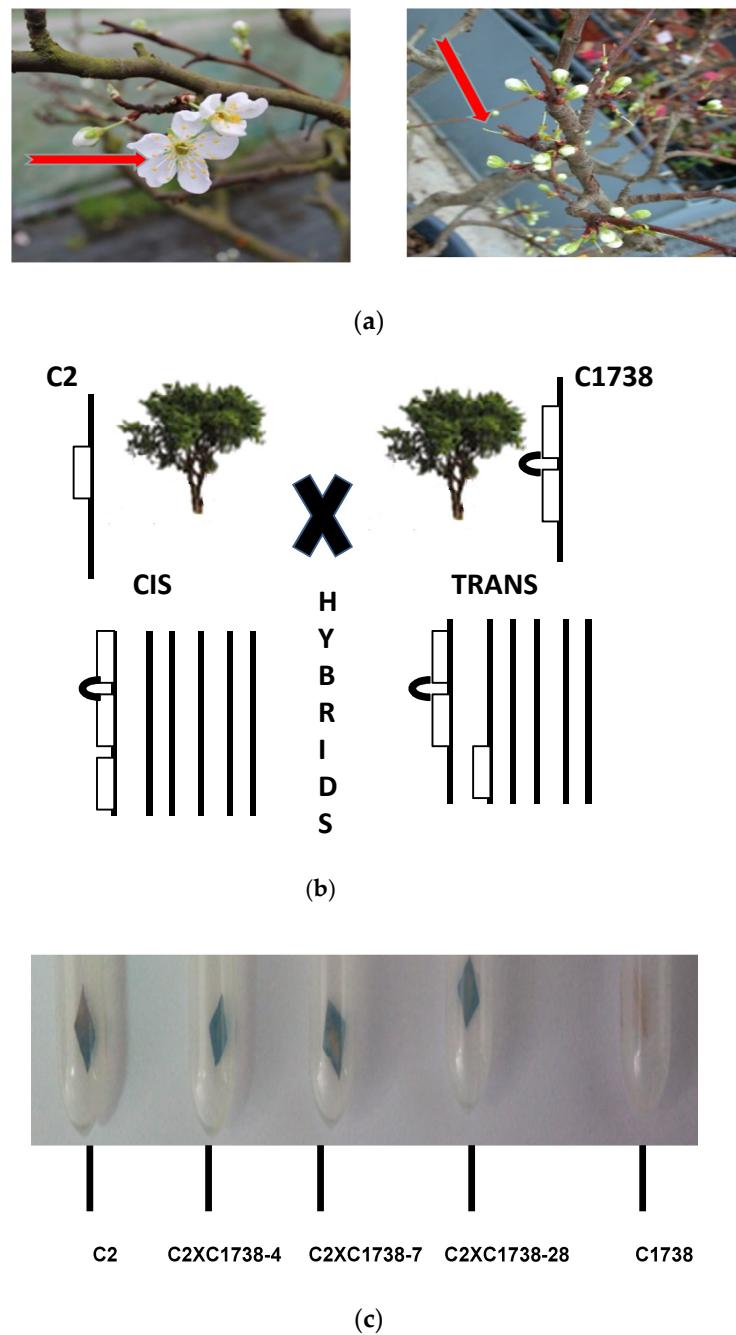 (a)
C2
C1738
CIS
TRANS
H
Y
B
R
I
D
S
(b)
C2
C2XC1738-4
C2XC1738-7
C2XC1738-28
C1738
(c)